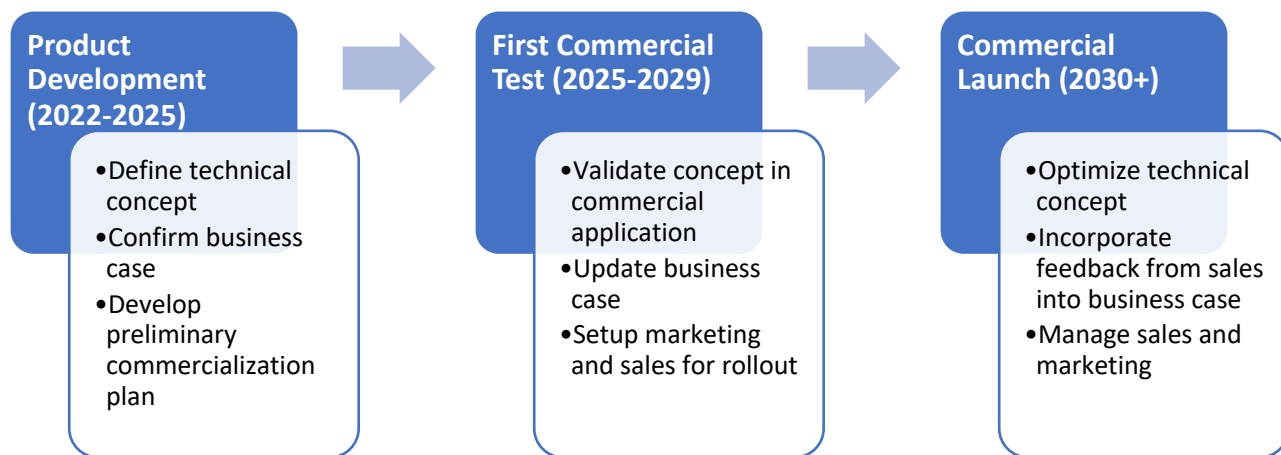 Product
Development
(2022-2025)
•Define technical
concept
•Confirm business
case
•Develop
preliminary
commercialization
plan
First Commercial
Test (2025-2029)
•Validate concept in
commercial
application
•Update business
case
•Setup marketing
and sales for rollout
Commercial
Launch (2030+)
•Optimize technical
concept
•Incorporate
feedback from sales
into business case
•Manage sales and
marketing